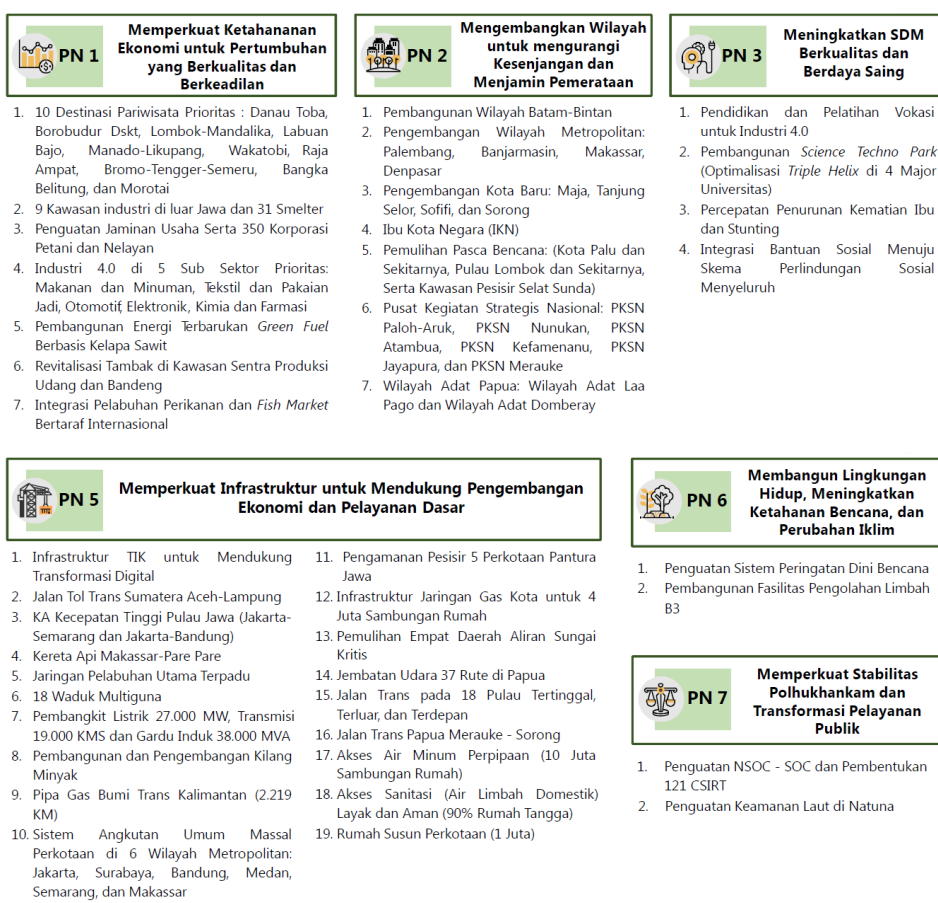 PN 1
Memperkuat Ketahananan
Ekonomi untuk Pertumbuhan
yang Berkualitas dan
Berkeadilan
1. 10 Destinasi Pariwisata Prioritas : Danau Toba,
Borobudur Dskt, Lombok-Mandalika, Labuan
Bajo, Manado-Likupang, Wakatobi, Raja
Ampat, Bromo-Tengger-Semeru, Bangka
Belitung, dan Morotai
2. 9 Kawasan industri di luar Jawa dan 31 Smelter
3. Penguatan Jaminan Usaha Serta 350 Korporasi
Petani dan Nelayan
4. Industri 4.0 di 5 Sub Sektor Prioritas:
Makanan dan Minuman, Tekstil dan Pakaian
Jadi, Otomotif, Elektronik, Kimia dan Farmasi
5. Pembangunan Energi Terbarukan Green Fuel
Berbasis Kelapa Sawit
6. Revitalisasi Tambak di Kawasan Sentra Produksi
Udang dan Bandeng
7. Integrasi Pelabuhan Perikanan dan Fish Market
Bertaraf Internasional
PN 2
Mengembangkan Wilayah
untuk mengurangi
Kesenjangan dan
Menjamin Pemerataan
1. Pembangunan Wilayah Batam-Bintan
2. Pengembangan Wilayah Metropolitan:
Palembang, Banjarmasin, Makassar,
Denpasar
3. Pengembangan Kota Baru: Maja, Tanjung
Selor, Sofifi, dan Sorong
4. Ibu Kota Negara (IKN)
5. Pemulihan Pasca Bencana: (Kota Palu dan
Sekitarnya, Pulau Lombok dan Sekitarnya,
Serta Kawasan Pesisir Selat Sunda)
6. Pusat Kegiatan Strategis Nasional: PKSN
Paloh-Aruk, PKSN Nunukan, PKSN
Atambua, PKSN Kefamenanu, PKSN
Jayapura, dan PKSN Merauke
7. Wilayah Adat Papua: Wilayah Adat Laa
Pago dan Wilayah Adat Domberay
PN 3
Meningkatkan SDM
Berkualitas dan
Berdaya Saing
1. Pendidikan dan Pelatihan Vokasi
untuk Industri 4.0
2. Pembangunan Science Techno Park
(Optimalisasi Triple Helix di 4 Major
Universitas)
3. Percepatan Penurunan Kematian Ibu
dan Stunting
4. Integrasi Bantuan Sosial Menuju
Skema Perlindungan Sosial
Menyeluruh
PN 5
Memperkuat Infrastruktur untuk Mendukung Pengembangan
Ekonomi dan Pelayanan Dasar
1. Infrastruktur TIK untuk Mendukung
Transformasi Digital
2. Jalan Tol Trans Sumatera Aceh-Lampung
3. KA Kecepatan Tinggi Pulau Jawa (Jakarta-
Semarang dan Jakarta-Bandung)
4. Kereta Api Makassar-Pare Pare
5. Jaringan Pelabuhan Utama Terpadu
6. 18 Waduk Multiguna
7. Pembangkit Listrik 27.000 MW, Transmisi
19.000 KMS dan Gardu Induk 38.000 MVA
8. Pembangunan dan Pengembangan Kilang
Minyak
9. Pipa Gas Bumi Trans Kalimantan (2.219
KM)
10. Sistem Angkutan Umum Massal
Perkotaan di 6 Wilayah Metropolitan:
Jakarta, Surabaya, Bandung, Medan,
Semarang, dan Makassar
11. Pengamanan Pesisir 5 Perkotaan Pantura
Jawa
12. Infrastruktur Jaringan Gas Kota untuk 4
Juta Sambungan Rumah
13. Pemulihan Empat Daerah Aliran Sungai
Kritis
14. Jembatan Udara 37 Rute di Papua
15. Jalan Trans pada 18 Pulau Tertinggal,
Terluar, dan Terdepan
16. Jalan Trans Papua Merauke - Sorong
17. Akses Air Minum Perpipaan (10 Juta
Sambungan Rumah)
18. Akses Sanitasi (Air Limbah Domestik)
Layak dan Aman (90% Rumah Tangga)
19. Rumah Susun Perkotaan (1 Juta)
PN 6
Membangun Lingkungan
Hidup, Meningkatkan
Ketahanan Bencana, dan
Perubahan Iklim
1. Penguatan Sistem Peringatan Dini Bencana
2. Pembangunan Fasilitas Pengolahan Limbah
B3
PN 7
Memperkuat Stabilitas
Polhukhankam dan
Transformasi Pelayanan
Publik
1. Penguatan NSOC - SOC dan Pembentukan
121 CSIRT
2. Penguatan Keamanan Laut di Natuna